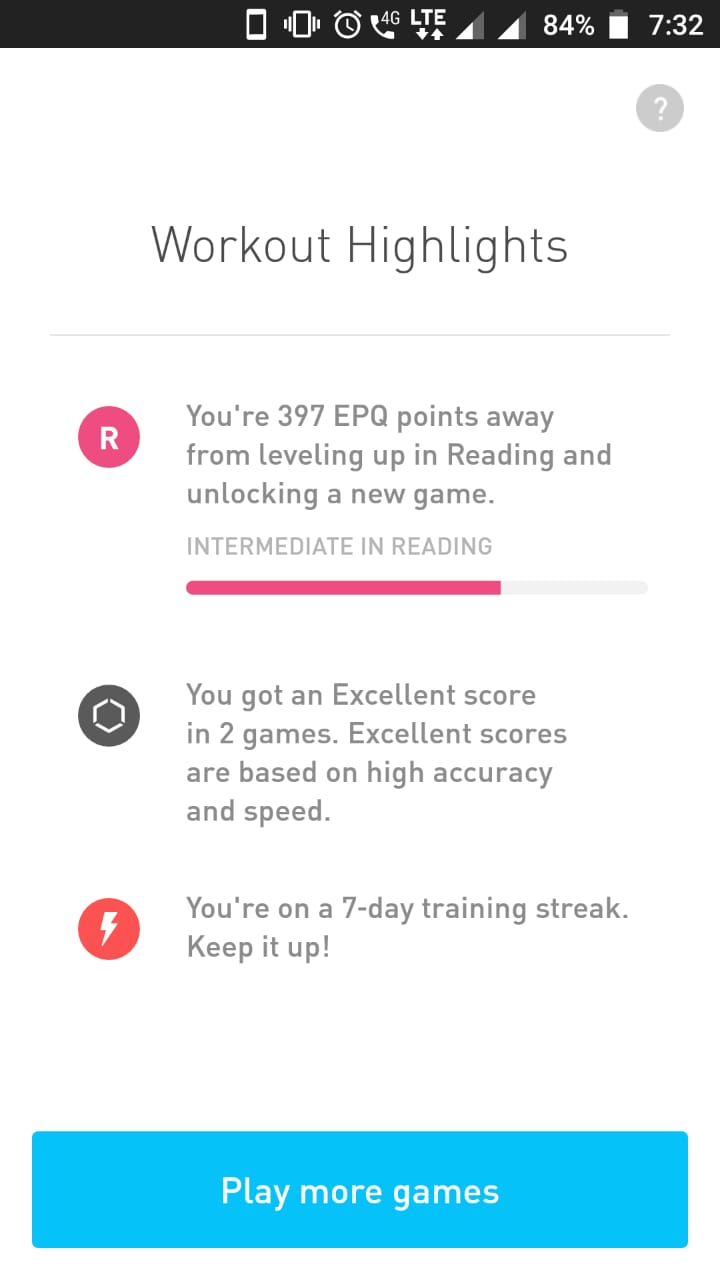 4G LTE 84% 7:32
?
Workout Highlights
R
You're 397 EPQ points away
from leveling up in Reading and
unlocking a new game.
INTERMEDIATE IN READING
You got an Excellent score
in 2 games. Excellent scores
are based on high accuracy
and speed.
You're on a 7-day training streak.
Keep it up!
Play more games